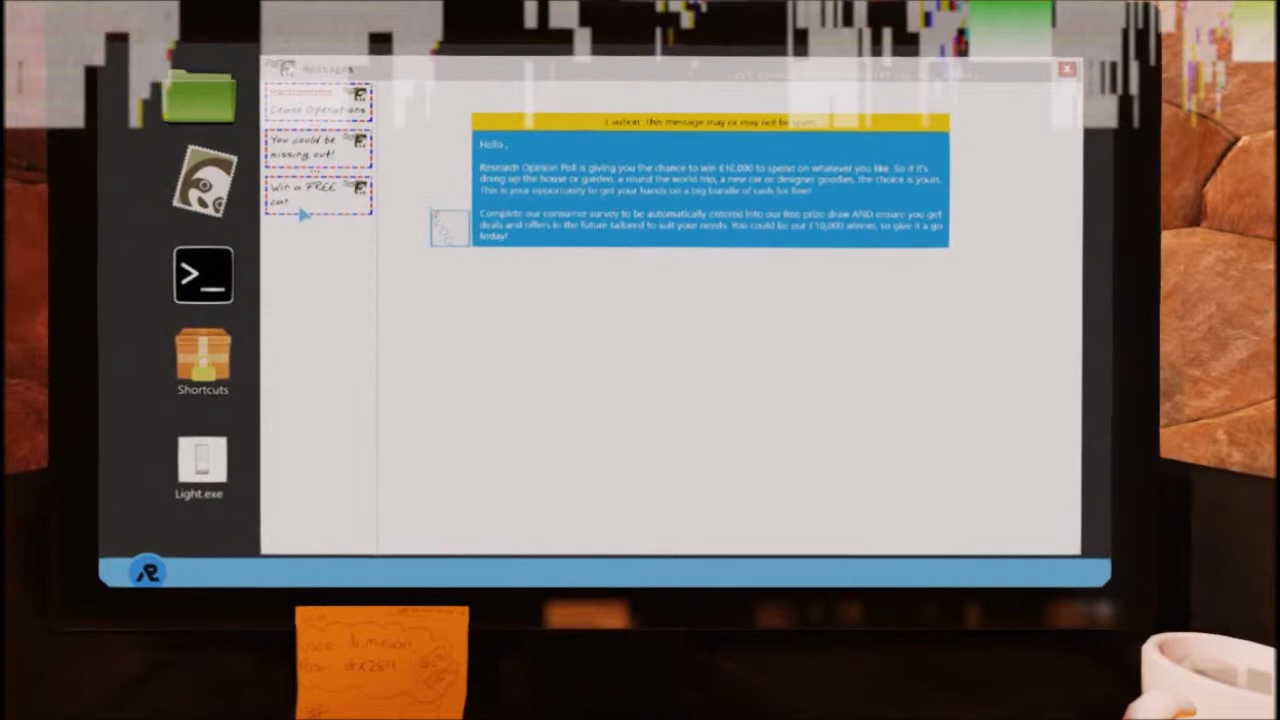 Messages
Cease Operations
You could be
missing out!
Win a FREE
car
Caution: This message may or may not be spam.
Hello ,
Research Opinion Poll is giving you the chance to win £10,000 to spend on whatever you like. So if it's
doing up the house or garden, a round the world trip, a new car or designer goodies, the choice is yours.
This is your opportunity to get your hands on a big bundle of cash for free!
Complete our consumer survey to be automatically entered into our free prize draw AND ensure you get
deals and offers in the future tailored to suit your needs. You could be our £10,000 winner, so give it a go
today!
>_
Shortcuts
Light.exe